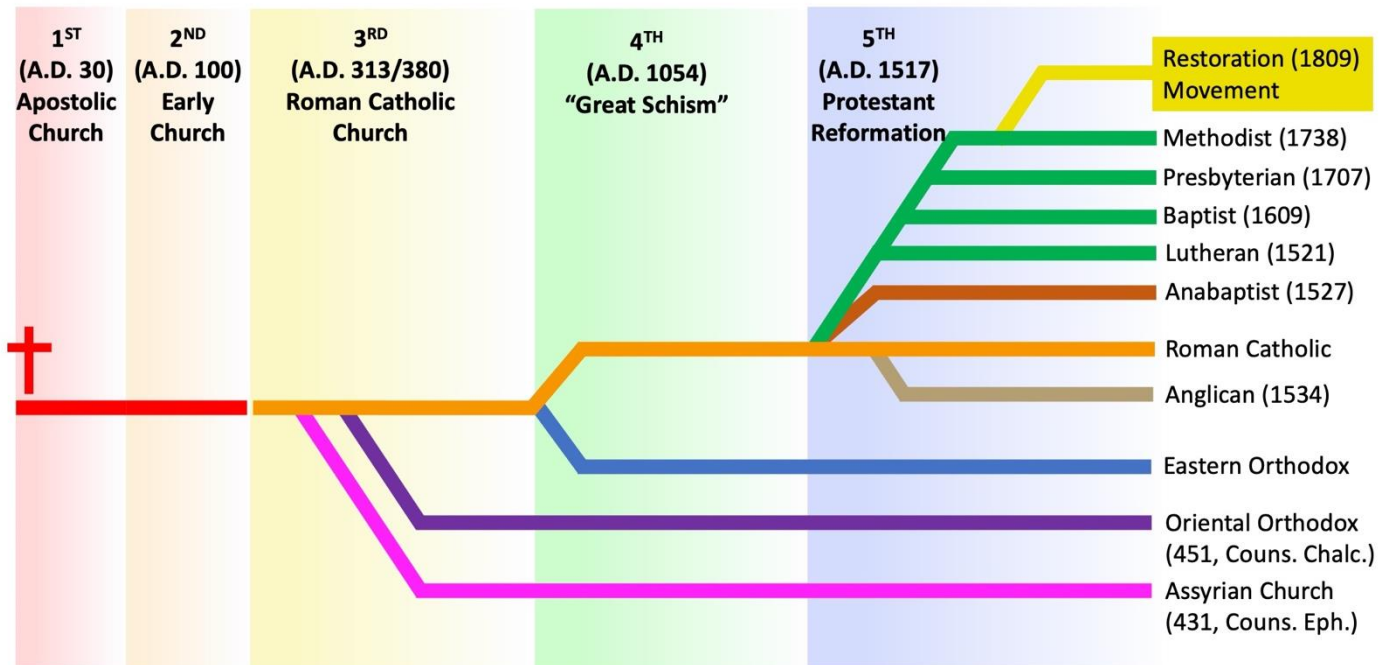 1ST
(A.D. 30)
Apostolic
Church
2ND
(A.D. 100)
Early
Church
3RD
(A.D. 313/380)
Roman Catholic
Church
4TH
(A.D. 1054)
“Great Schism”
5TH
(A.D. 1517)
Protestant
Reformation
Restoration (1809)
Movement
Methodist (1738)
Presbyterian (1707)
Baptist (1609)
Lutheran (1521)
Anabaptist (1527)
Roman Catholic
Anglican (1534)
Eastern Orthodox
Oriental Orthodox
(451, Couns. Chalc.)
Assyrian Church
(431, Couns. Eph.)